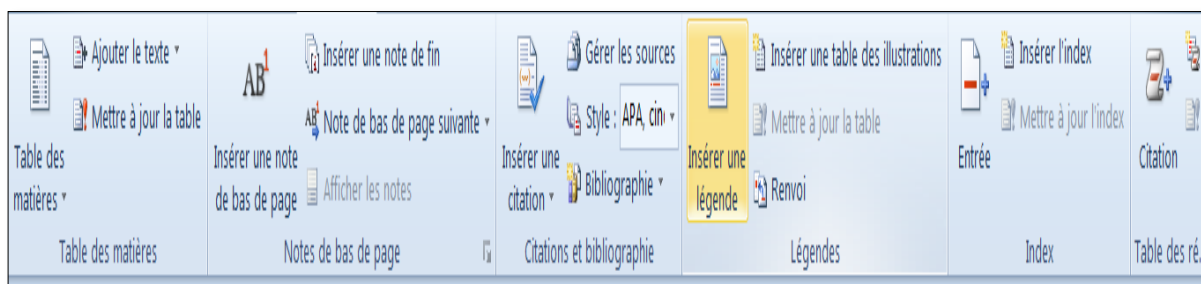 Table des
matières
Ajouter le texte
Mettre à jour la table
Table des matières
AB1
Insérer une note
de bas de page
Insérer une note de fin
AB Note de bas de page suivante
Afficher les notes
Notes de bas de page
Insérer une
citation
Gérer les sources
Style : APA, cin
Bibliographie
Citations et bibliographie
Insérer une
légende
Insérer une table des illustrations
Mettre à jour la table
Renvoi
Légendes
Entrée
Insérer l'index
Mettre à jour l'index
Index
Citation
Table des ré.